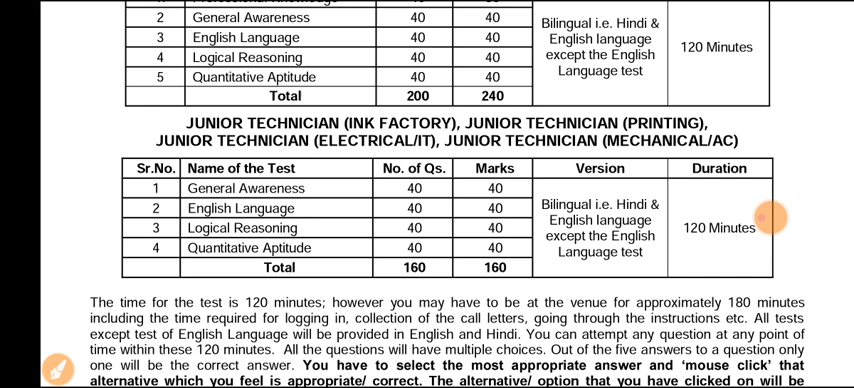 2 General Awareness 40 40 Bilingual i.e. Hindi & English language except the English Language test 120 Minutes
3 English Language 40 40
4 Logical Reasoning 40 40
5 Quantitative Aptitude 40 40
Total 200 240
JUNIOR TECHNICIAN (INK FACTORY), JUNIOR TECHNICIAN (PRINTING),
JUNIOR TECHNICIAN (ELECTRICAL/IT), JUNIOR TECHNICIAN (MECHANICAL/AC)
Sr.No. Name of the Test No. of Qs. Marks Version Duration
1 General Awareness 40 40 Bilingual i.e. Hindi & English language except the English Language test 120 Minutes
2 English Language 40 40
3 Logical Reasoning 40 40
4 Quantitative Aptitude 40 40
Total 160 160
The time for the test is 120 minutes; however you may have to be at the venue for approximately 180 minutes
including the time required for logging in, collection of the call letters, going through the instructions etc. All tests
except test of English Language will be provided in English and Hindi. You can attempt any question at any point of
time within these 120 minutes. All the questions will have multiple choices. Out of the five answers to a question only
one will be the correct answer. You have to select the most appropriate answer and ‘mouse click’ that
alternative which you feel is appropriate/ correct. The alternative/ option that you have clicked on will be